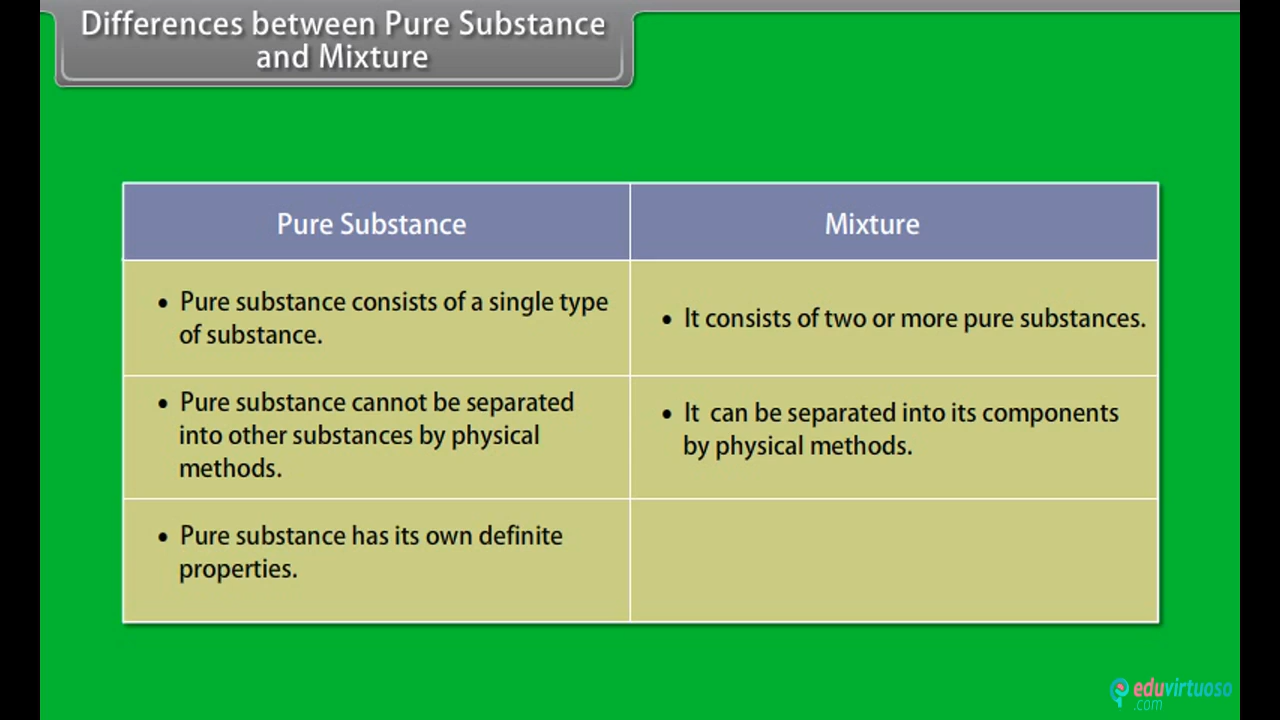 Differences between Pure Substance
and Mixture
Pure Substance
Mixture
• Pure substance consists of a single type
of substance.
• It consists of two or more pure substances.
• Pure substance cannot be separated
into other substances by physical
methods.
• It can be separated into its components
by physical methods.
• Pure substance has its own definite
properties.
eduvirtuoso
.com